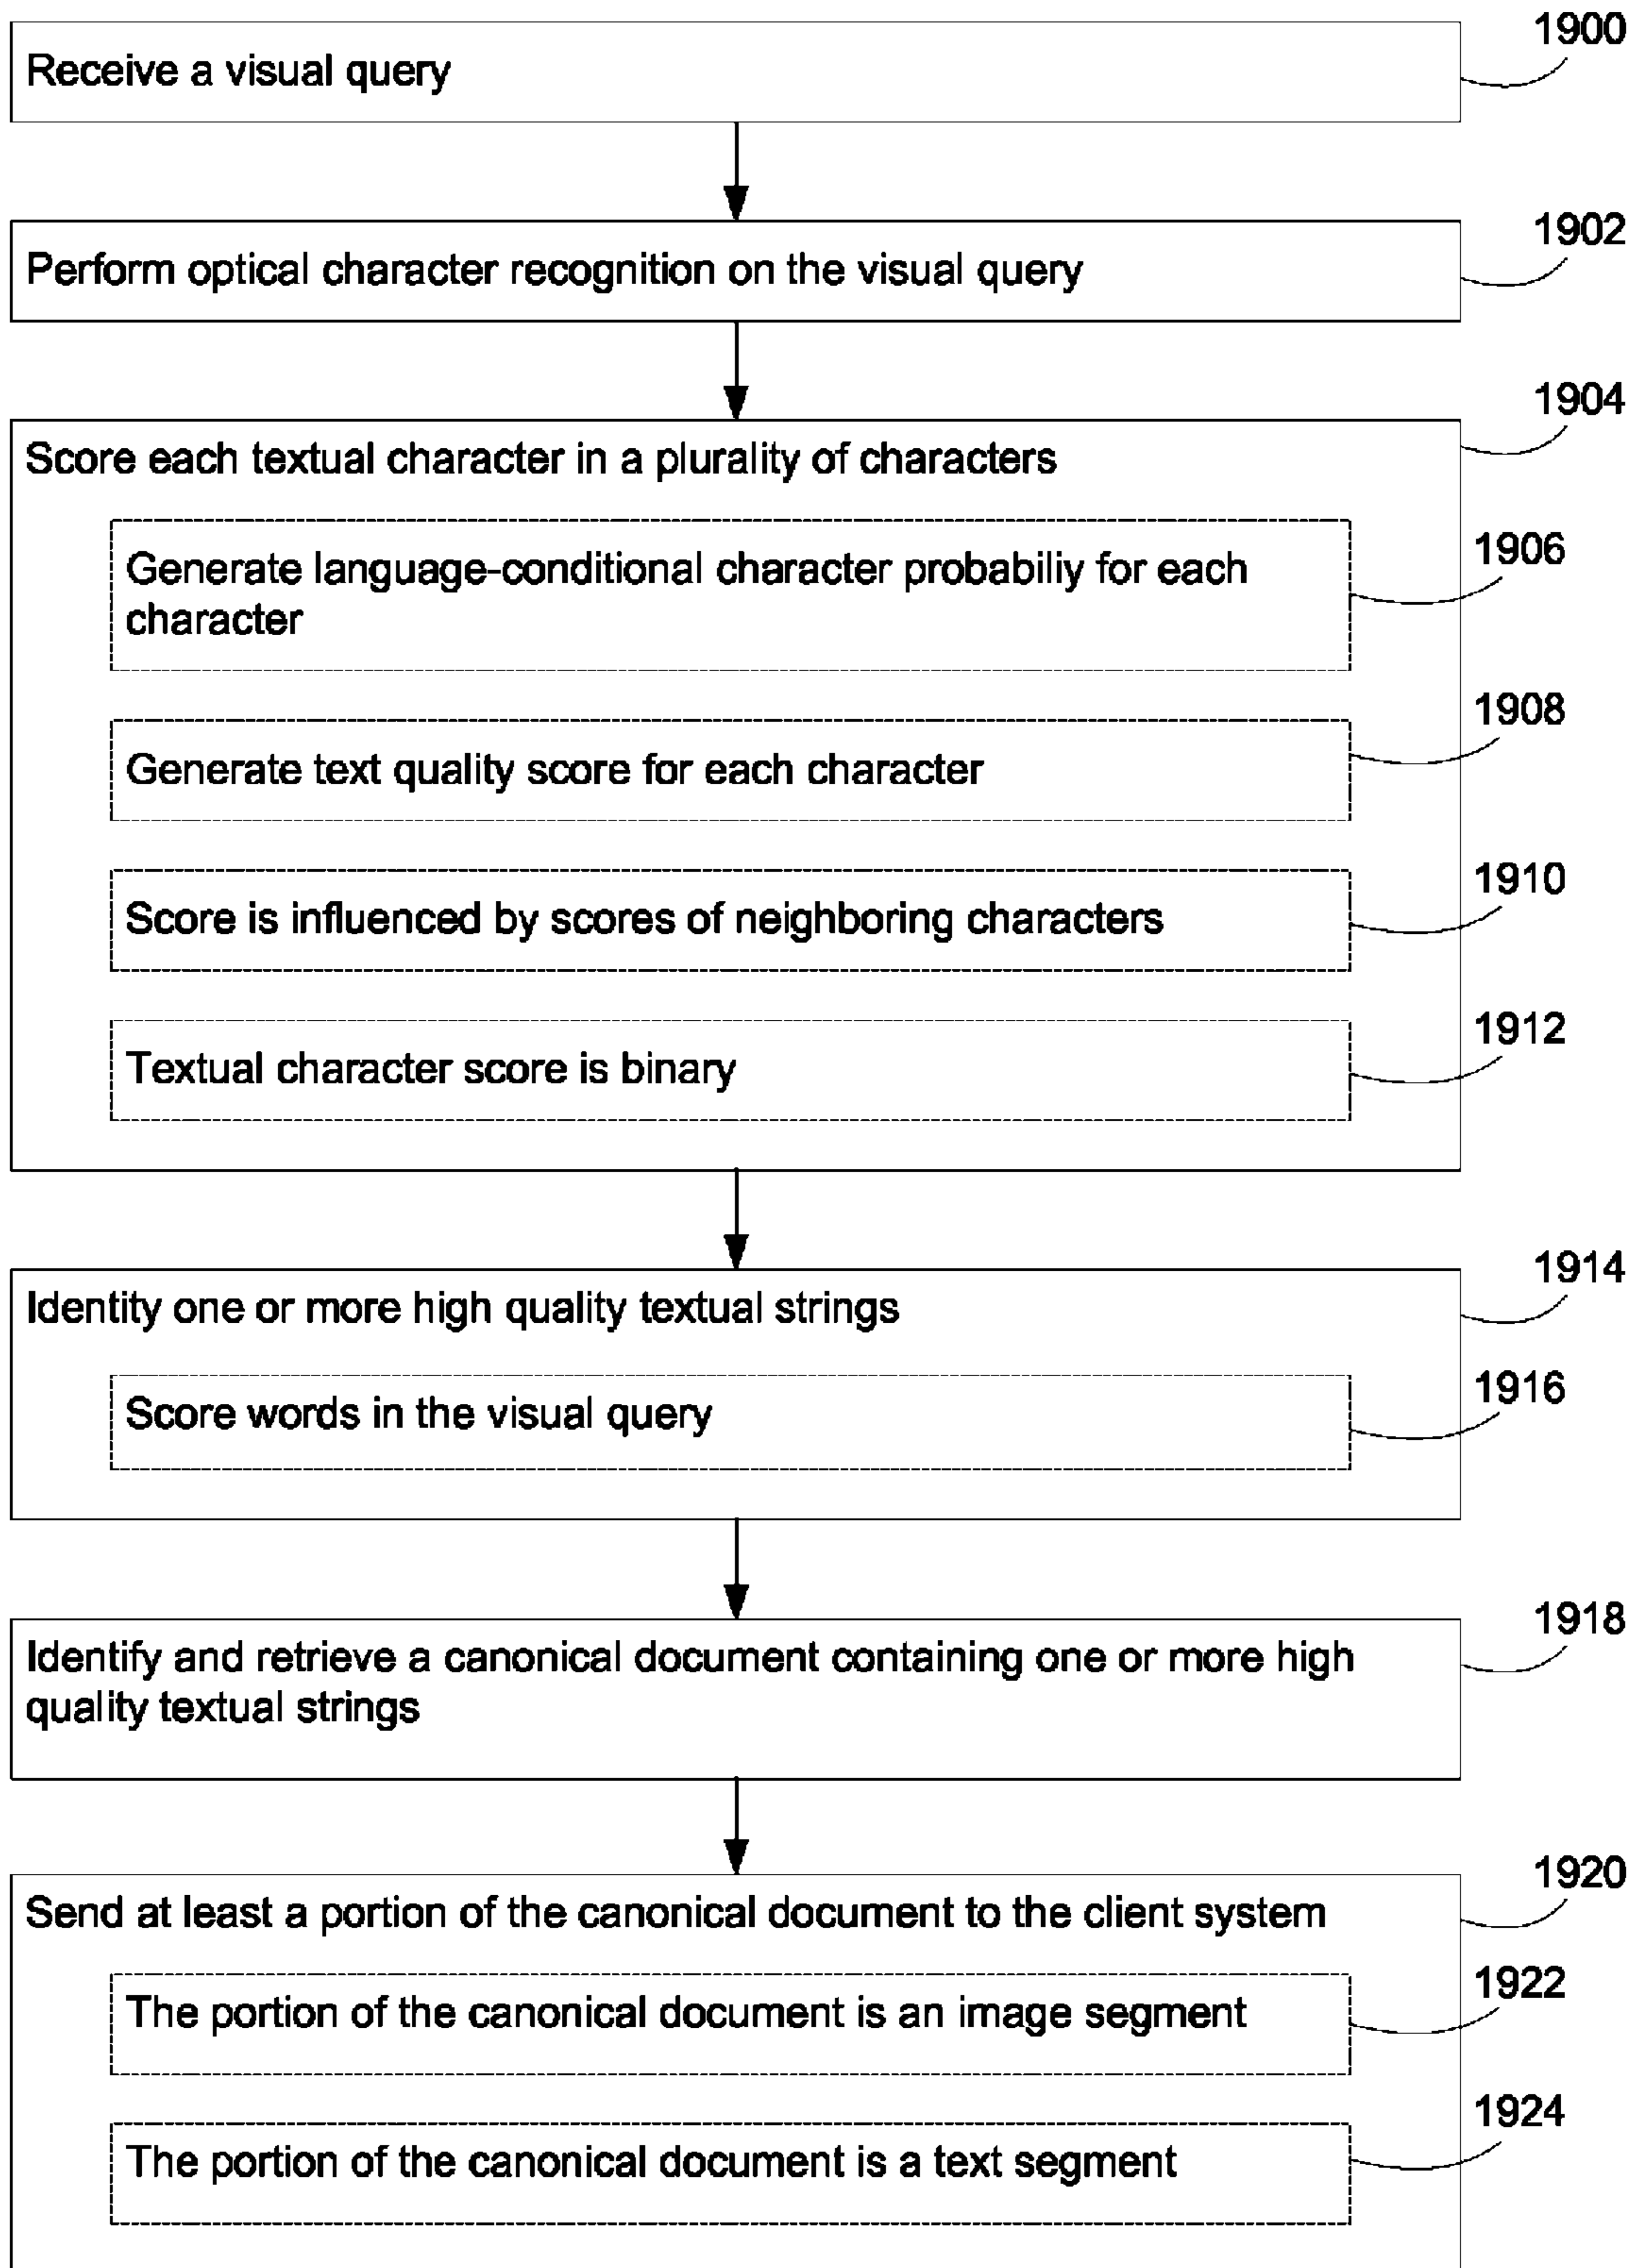 1900
Receive a visual query
1902
Perform optical character recognition on the visual query
1904
Score each textual character in a plurality of characters
1906
Generate language-conditional character probabiliy for each
character
1908
Generate text quality score for each character
1910
Score is influenced by scores of neighboring characters
1912
Textual character score is binary
1914
Identity one or more high quality textual strings
1916
Score words in the visual query
1918
Identify and retrieve a canonical document containing one or more high
quality textual strings
1920
Send at least a portion of the canonical document to the client system
1922
The portion of the canonical document is an image segment
1924
The portion of the canonical document is a text segment